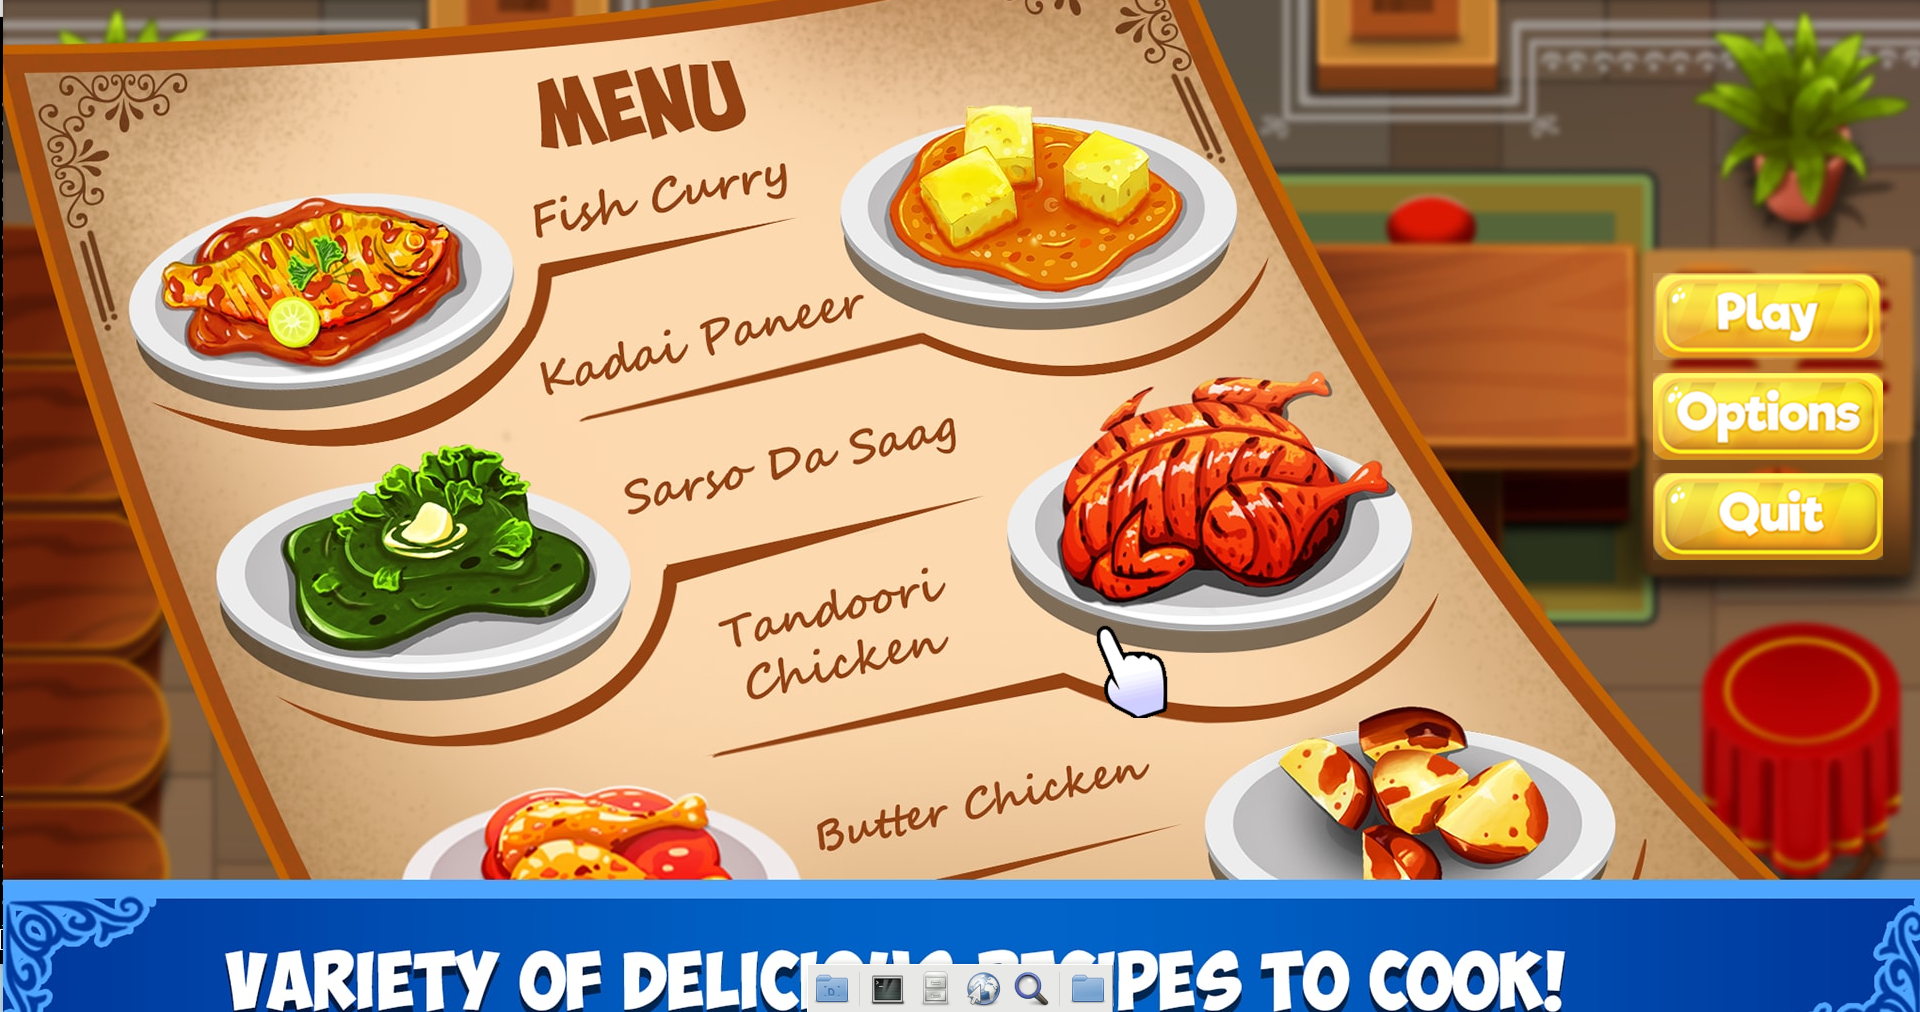 MENU
Fish Curry
Kadai Paneer
Sarso Da Saag
Tandoori
Chicken
Butter Chicken
Play
Options
Quit
VARIETY OF TO COOK!